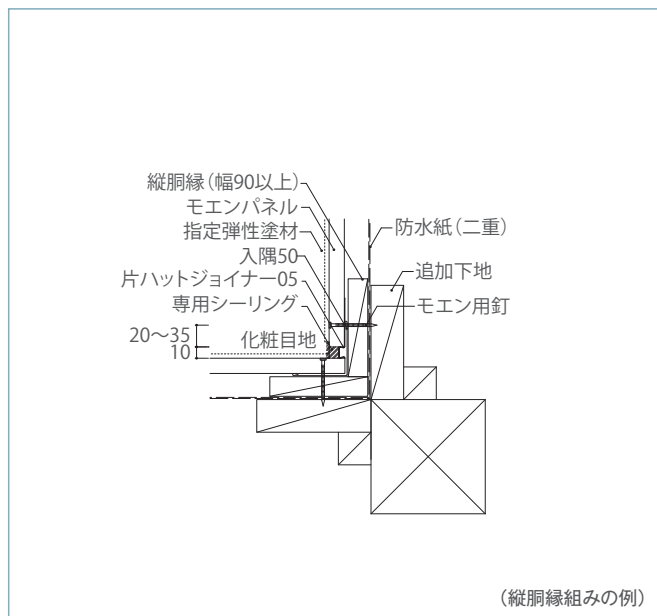 縦胴縁（幅90以上）
モエンパネル
指定弾性塗材
入隅50
片ハットジョイナー05
専用シーリング
20～35
10
化粧目地
防水紙（二重）
追加下地
モエン用釘
（縦胴縁組みの例）